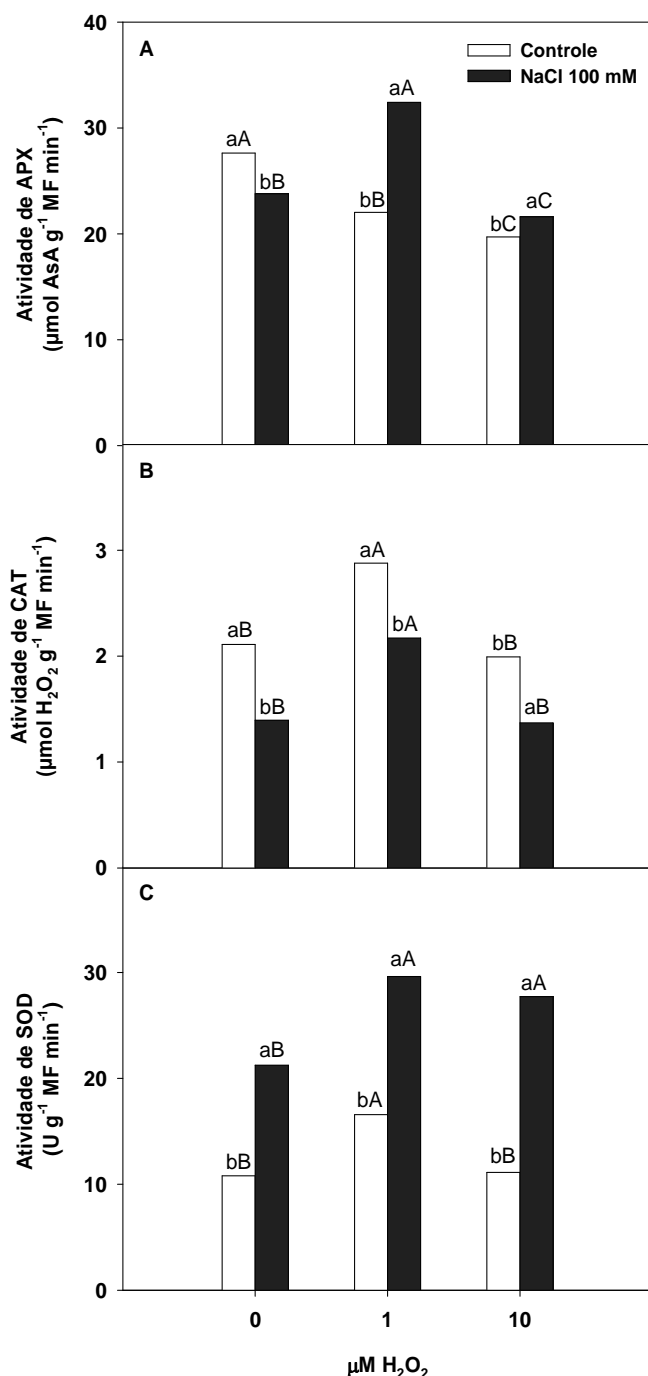 A
Controle
NaCl 100 mM
Atividade de APX
(µmol AsA g⁻¹ MF min⁻¹)
40
30
20
10
0
aA
bB
bB
aA
bC
aC
B
Atividade de CAT
(µmol H₂O₂ g⁻¹ MF min⁻¹)
3
2
1
0
aB
bB
aA
bA
bB
aB
C
Atividade de SOD
(U g⁻¹ MF min⁻¹)
30
20
10
0
bB
aB
bA
aA
bB
aA
0 1 10
µM H₂O₂